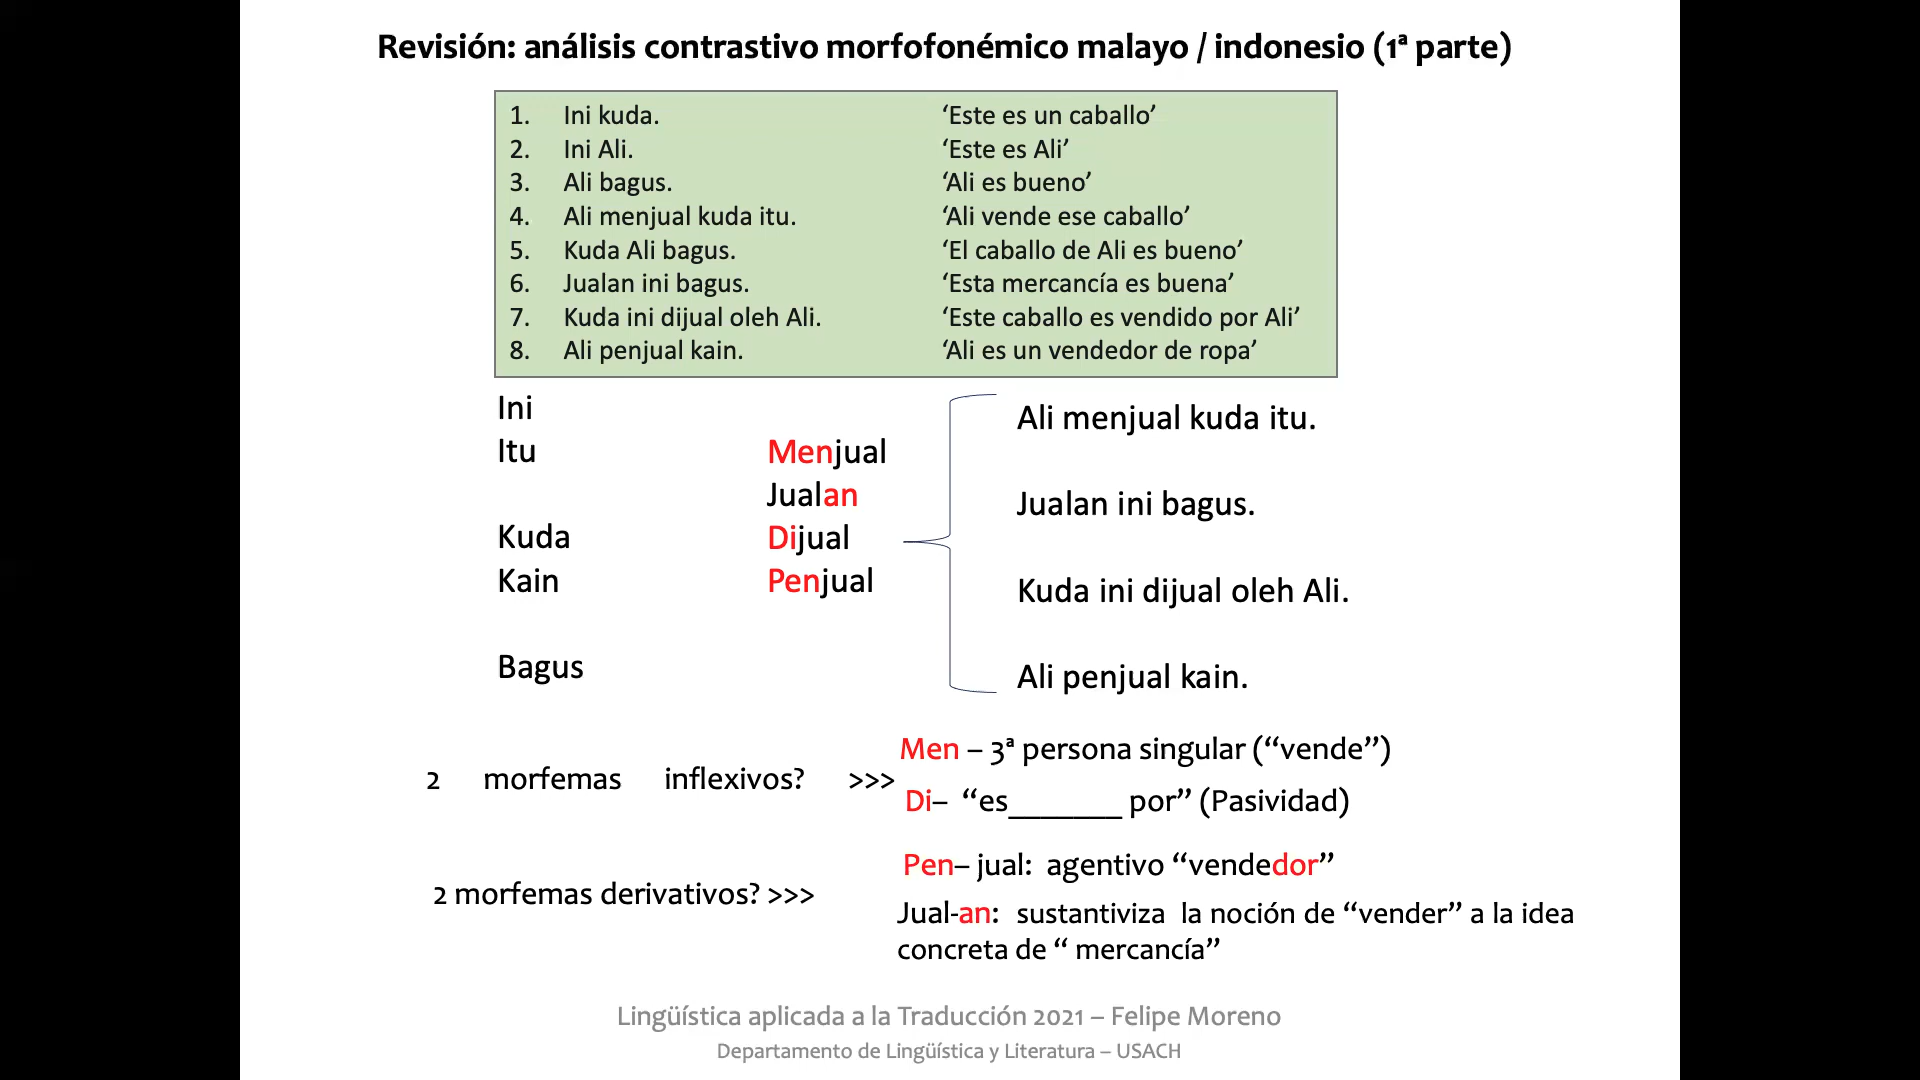 Revisión: análisis contrastivo morfofonémico malayo / indonesio (1ª parte)
1. Ini kuda. ‘Este es un caballo’
2. Ini Ali. ‘Este es Ali’
3. Ali bagus. ‘Ali es bueno’
4. Ali menjual kuda itu. ‘Ali vende ese caballo’
5. Kuda Ali bagus. ‘El caballo de Ali es bueno’
6. Jualan ini bagus. ‘Esta mercancía es buena’
7. Kuda ini dijual oleh Ali. ‘Este caballo es vendido por Ali’
8. Ali penjual kain. ‘Ali es un vendedor de ropa’
Ini
Itu
Kuda
Kain
Bagus
Menjual
Jualan
Dijual
Penjual
Ali menjual kuda itu.
Jualan ini bagus.
Kuda ini dijual oleh Ali.
Ali penjual kain.
2 morfemas inflexivos? >>>
Men – 3ª persona singular (“vende”)
Di– “es_______ por” (Pasividad)
2 morfemas derivativos? >>>
Pen– jual: agentivo “vendedor”
Jual-an: sustantiviza la noción de “vender” a la idea
concreta de “ mercancía”
Lingüística aplicada a la Traducción 2021 – Felipe Moreno
Departamento de Lingüística y Literatura – USACH